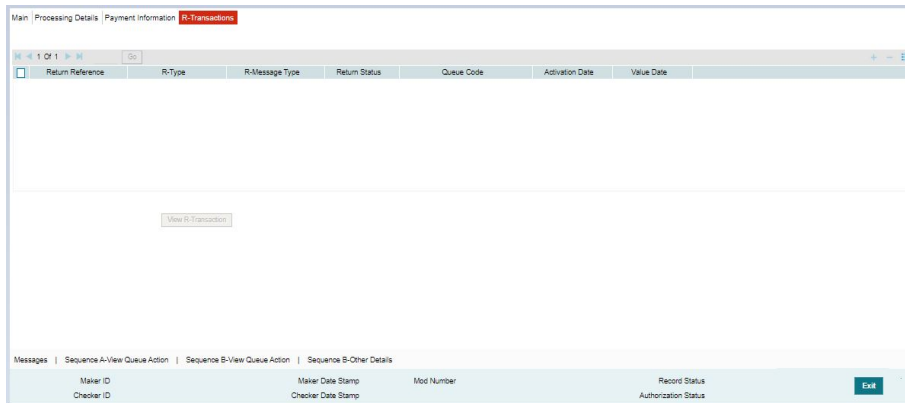 Main Processing Details Payment Information R-Transactions
1 Of 1 Go
Return Reference R-Type R-Message Type Return Status Queue Code Activation Date Value Date
View R-Transaction
Messages | Sequence A-View Queue Action | Sequence B-View Queue Action | Sequence B-Other Details
Maker ID Maker Date Stamp Mod Number Record Status
Checker ID Checker Date Stamp Authorization Status
Exit